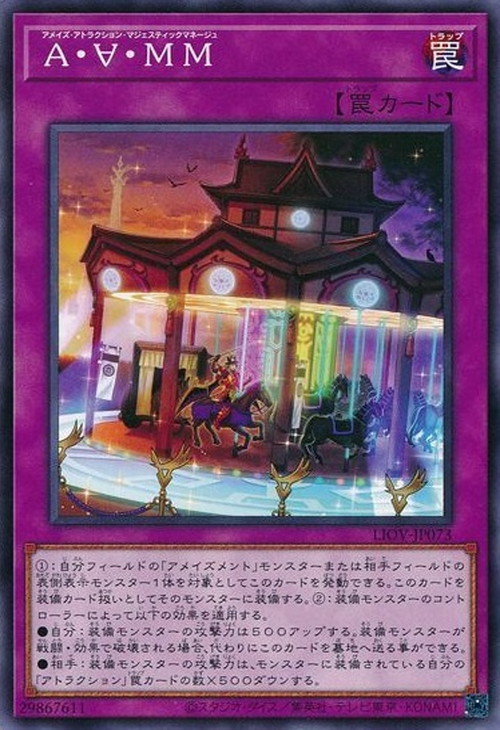 アメイズ・アトラクション・マジェスティックマネージュ
A・∀・MM
トラップ
罠
【罠カード】
LIOV-JP073
①：自分フィールドの「アメイズメント」モンスターまたは相手フィールドの
表側表示モンスター１体を対象としてこのカードを発動できる。このカードを
装備カード扱いとしてそのモンスターに装備する。②：装備モンスターのコント
ローラーによって以下の効果を適用する。
●自分：装備モンスターの攻撃力は５００アップする。装備モンスターが
戦闘・効果で破壊される場合、代わりにこのカードを墓地へ送る事ができる。
●相手：装備モンスターの攻撃力は、モンスターに装備されている自分の
「アトラクション」罠カードの数×５００ダウンする。
29867611
©スタジオ・ダイス／集英社・テレビ東京・KONAMI